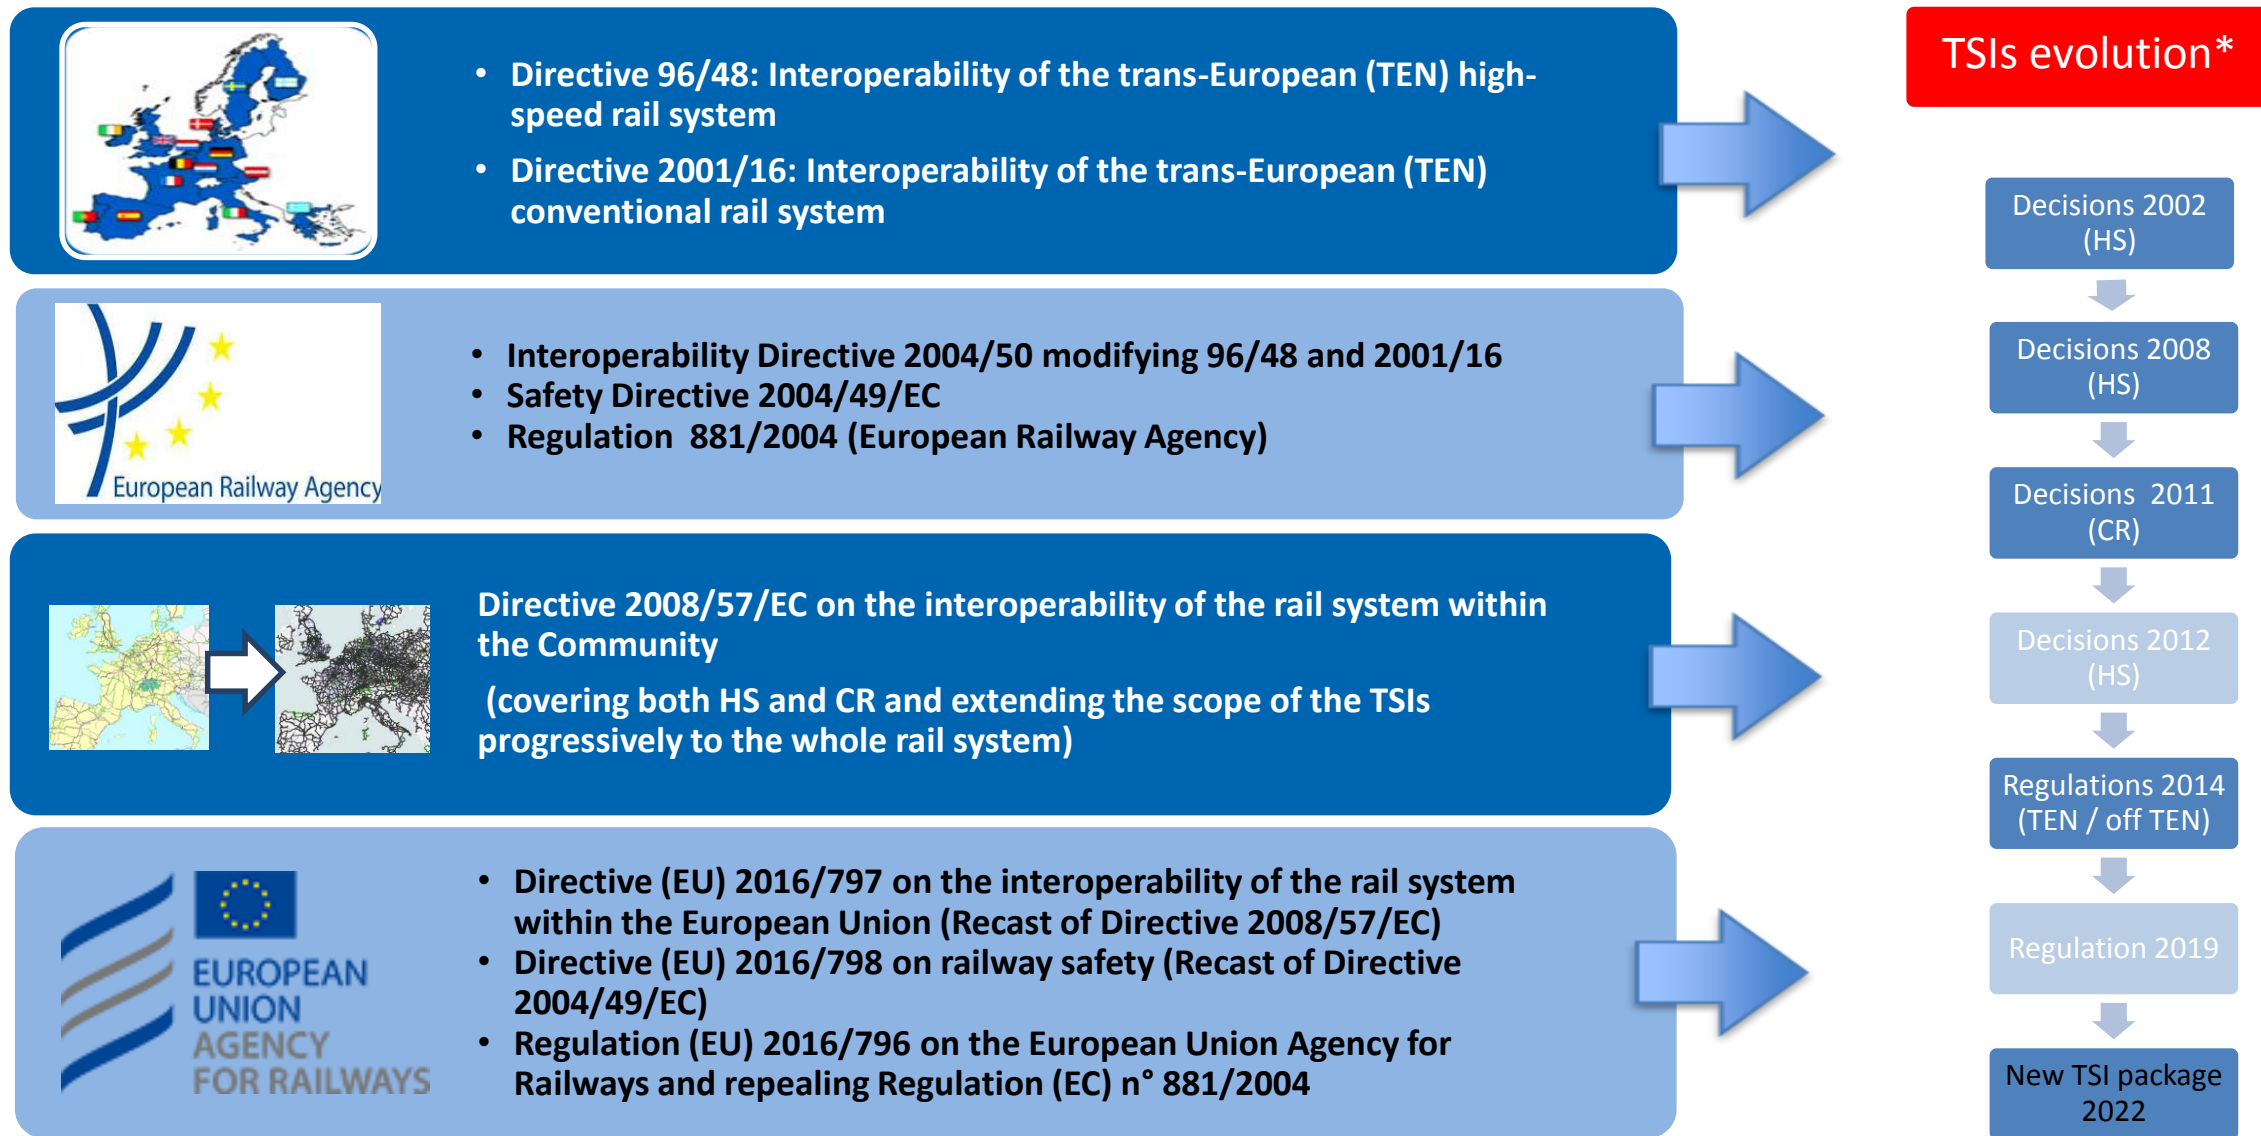 • Directive 96/48: Interoperability of the trans-European (TEN) high-
speed rail system
• Directive 2001/16: Interoperability of the trans-European (TEN)
conventional rail system
European Railway Agency
• Interoperability Directive 2004/50 modifying 96/48 and 2001/16
• Safety Directive 2004/49/EC
• Regulation 881/2004 (European Railway Agency)
Directive 2008/57/EC on the interoperability of the rail system within
the Community
(covering both HS and CR and extending the scope of the TSIs
progressively to the whole rail system)
EUROPEAN
UNION
AGENCY
FOR RAILWAYS
• Directive (EU) 2016/797 on the interoperability of the rail system
within the European Union (Recast of Directive 2008/57/EC)
• Directive (EU) 2016/798 on railway safety (Recast of Directive
2004/49/EC)
• Regulation (EU) 2016/796 on the European Union Agency for
Railways and repealing Regulation (EC) n° 881/2004
TSIs evolution*
Decisions 2002
(HS)
Decisions 2008
(HS)
Decisions 2011
(CR)
Decisions 2012
(HS)
Regulations 2014
(TEN / off TEN)
Regulation 2019
New TSI package
2022